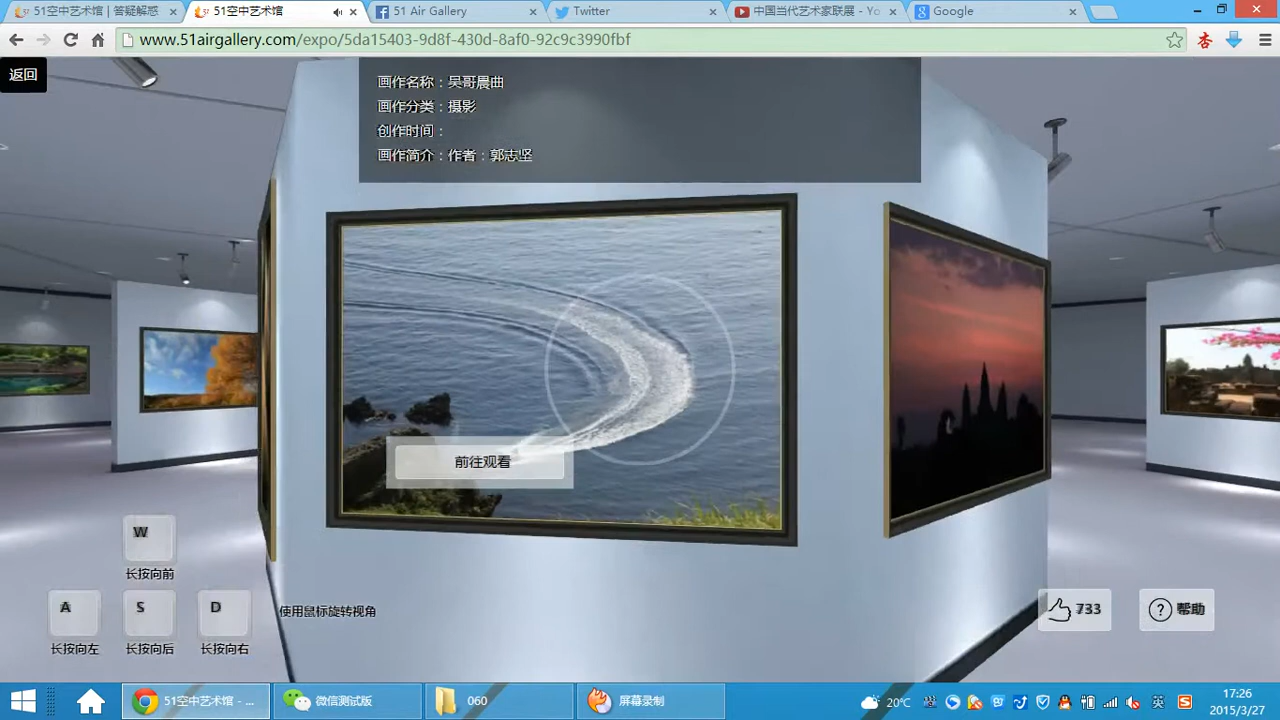 51空中艺术馆 | 答疑解惑
51空中艺术馆
51 Air Gallery
Twitter
中国当代艺术家联展 - Yo
Google
www.51airgallery.com/expo/5da15403-9d8f-430d-8af0-92c9c3990fbf
返回
画作名称：吴哥晨曲
画作分类：摄影
创作时间：
画作简介：作者：郭志坚
前往观看
W
长按向前
A
S
D
长按向左
长按向后
长按向右
使用鼠标旋转视角
733
帮助
51空中艺术馆 - ...
微信测试版
060
屏幕录制
20℃
英
17:26
2015/3/27